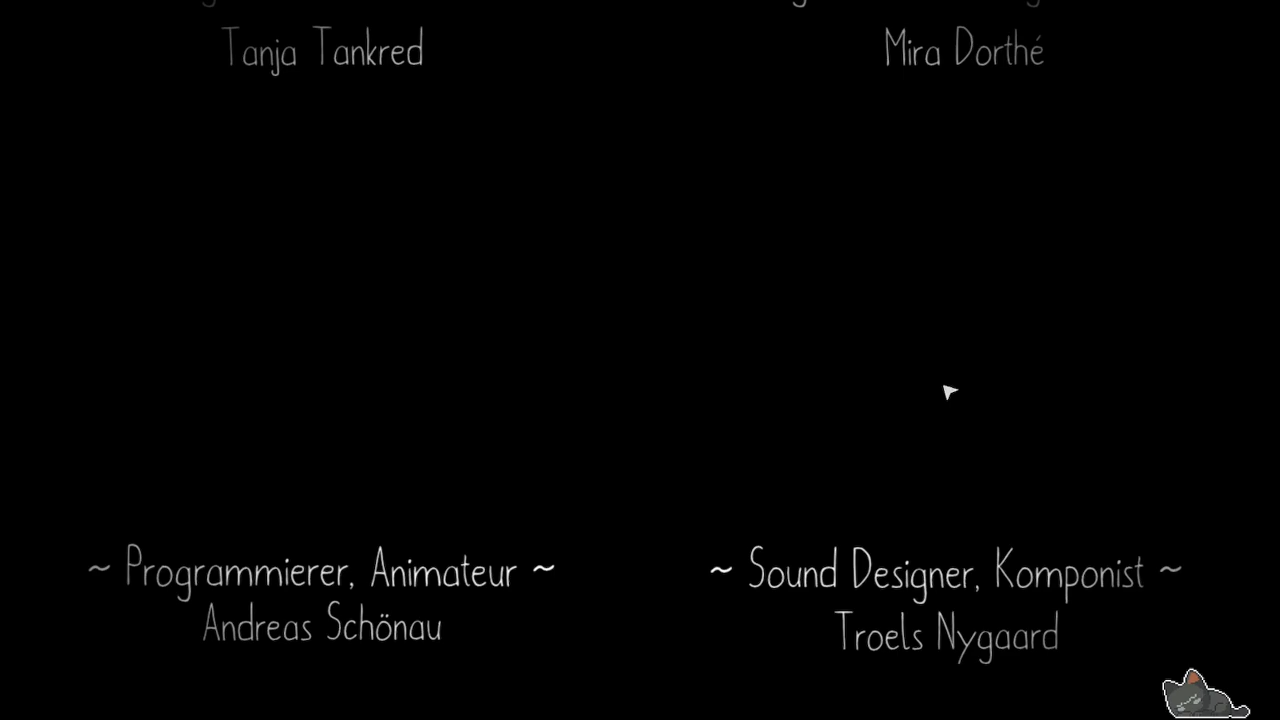 Tanja Tankred
Mira Dorthé
~ Programmierer, Animateur ~
Andreas Schönau
~ Sound Designer, Komponist ~
Troels Nygaard